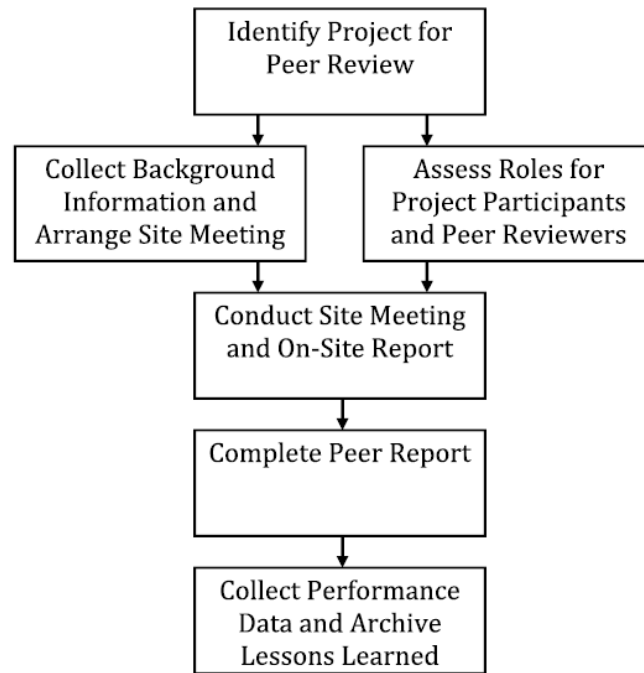 Identify Project for
Peer Review
Collect Background
Information and
Arrange Site Meeting
Assess Roles for
Project Participants
and Peer Reviewers
Conduct Site Meeting
and On-Site Report
Complete Peer Report
Collect Performance
Data and Archive
Lessons Learned